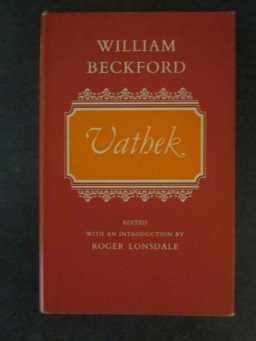 WILLIAM
BECKFORD
Vathek
EDITED
WITH AN INTRODUCTION BY
ROGER LONSDALE